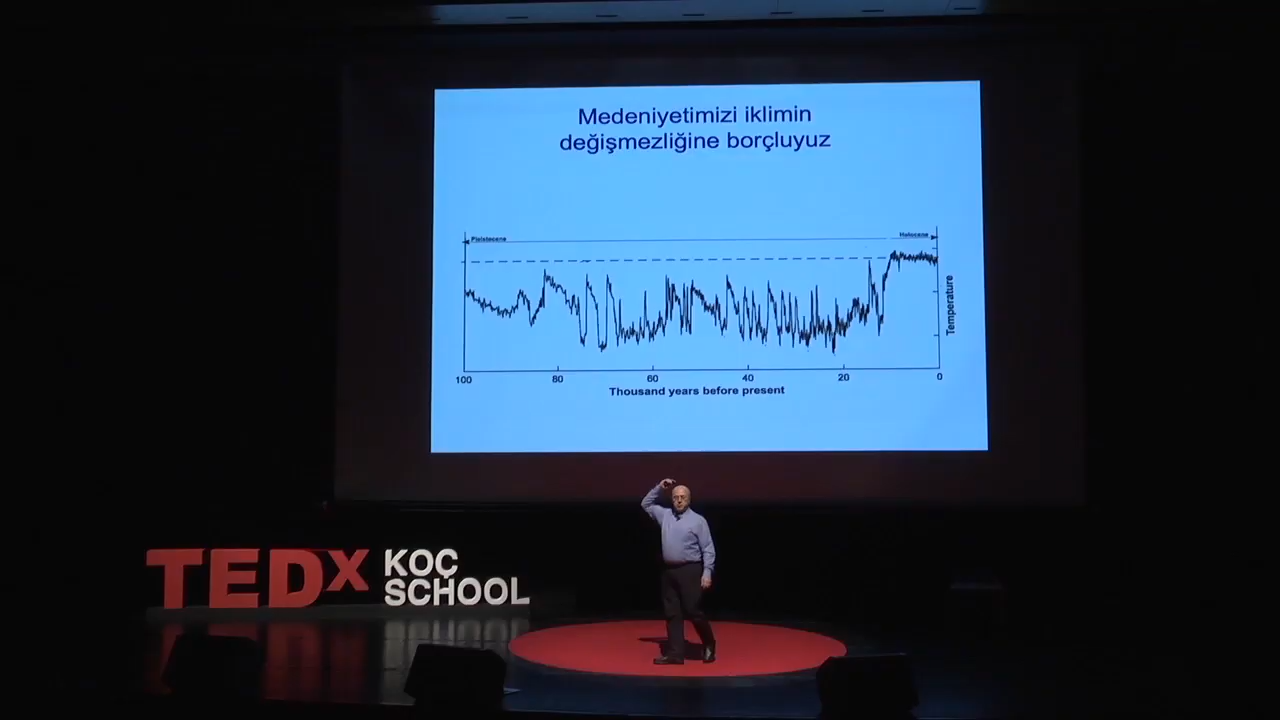 Medeniyetimizi iklimin
değişmezliğine borçluyuz
Pleistocene
Holocene
Temperature
100 80 60 40 20 0
Thousand years before present
TEDx KOÇ
SCHOOL